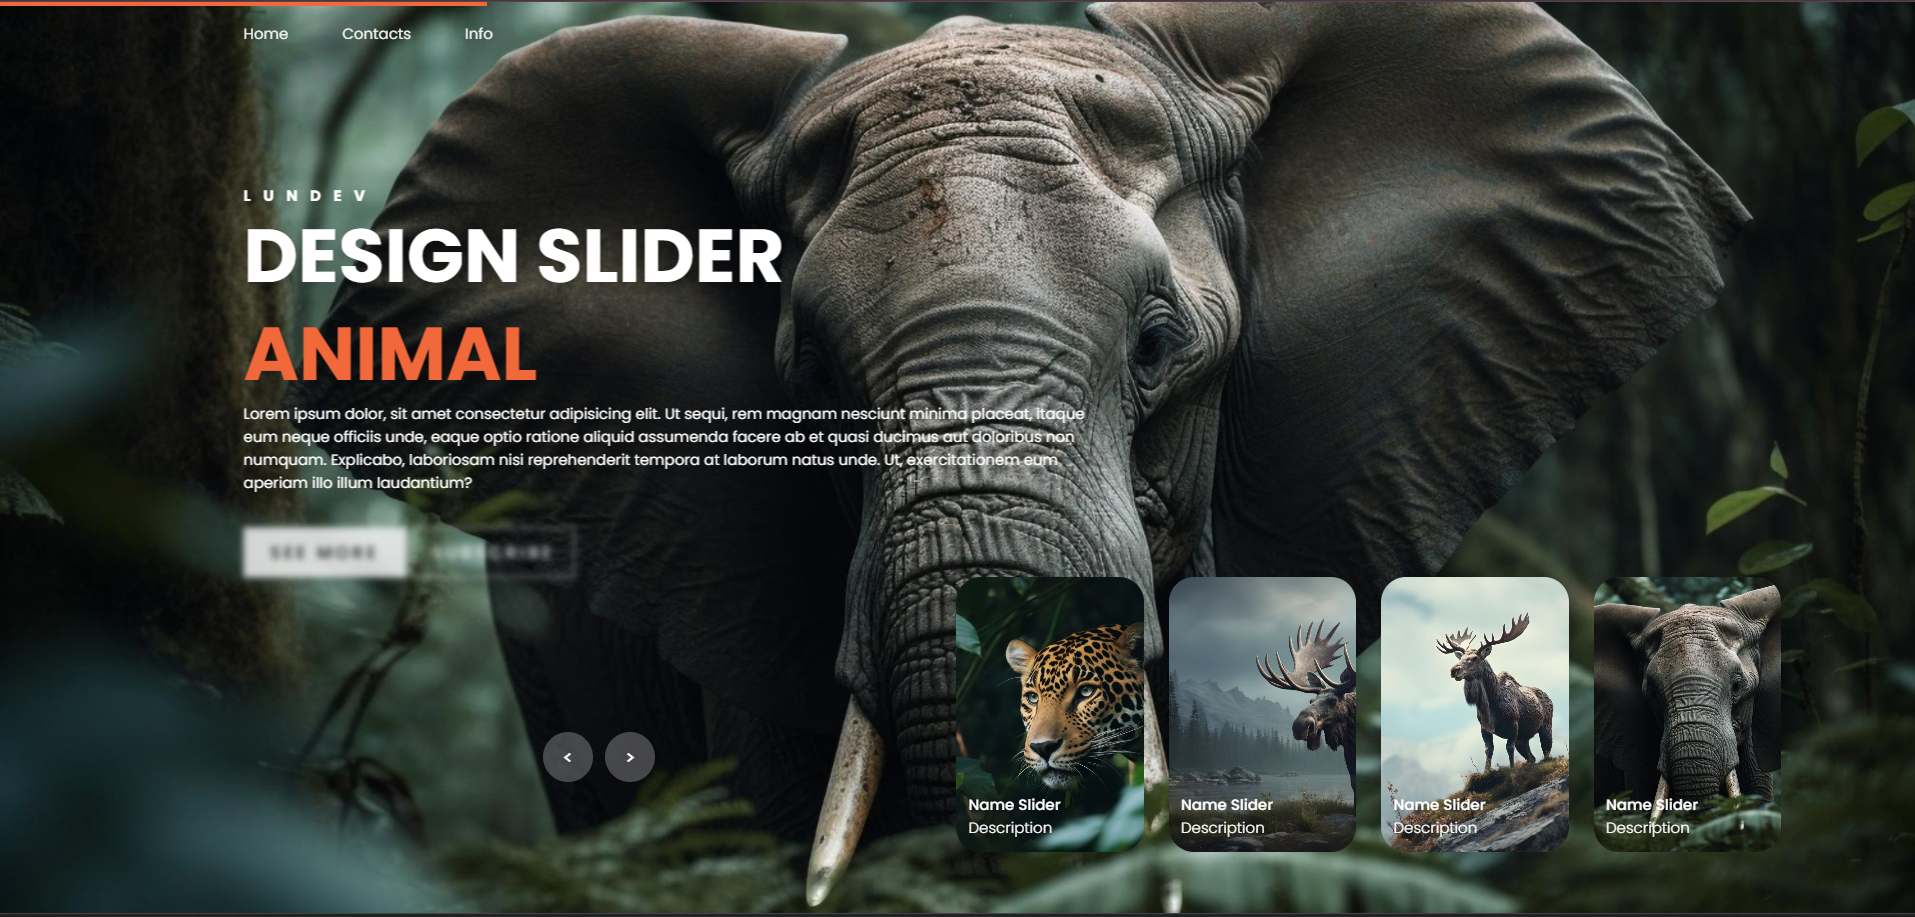 Home Contacts Info
LUNDEV
DESIGN SLIDER
ANIMAL
Lorem ipsum dolor, sit amet consectetur adipisicing elit. Ut sequi, rem magnam nesciunt minima placeat, itaque
eum neque officiis unde, eaque optio ratione aliquid assumenda facere ab et quasi ducimus aut doloribus non
numquam. Explicabo, laboriosam nisi reprehenderit tempora at laborum natus unde. Ut, exercitationem eum
aperiam illo illum laudantium?
SEE MORE SUBSCRIBE
< >
Name Slider
Description
Name Slider
Description
Name Slider
Description
Name Slider
Description